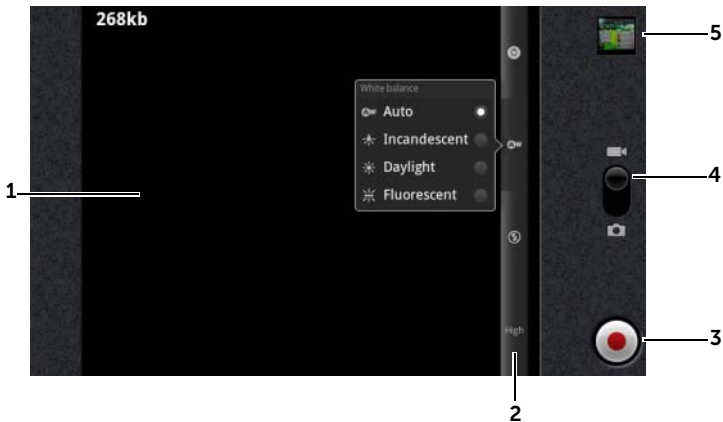 268kb
White balance
Auto
Incandescent
Daylight
Fluorescent
High
1
2
3
4
5